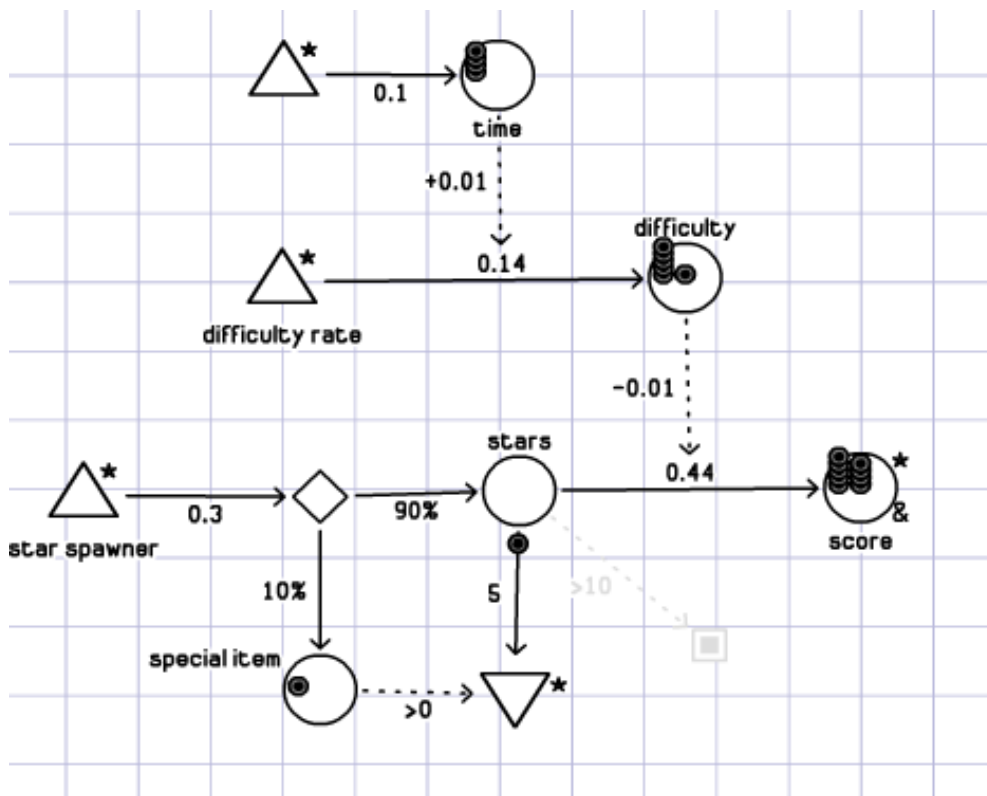 *
0.1
time
+0.01
difficulty
*
0.14
difficulty rate
-0.01
stars
*
0.44
*
0.3
90%
&
star spawner
score
10%
5
>10
special item
*
>0